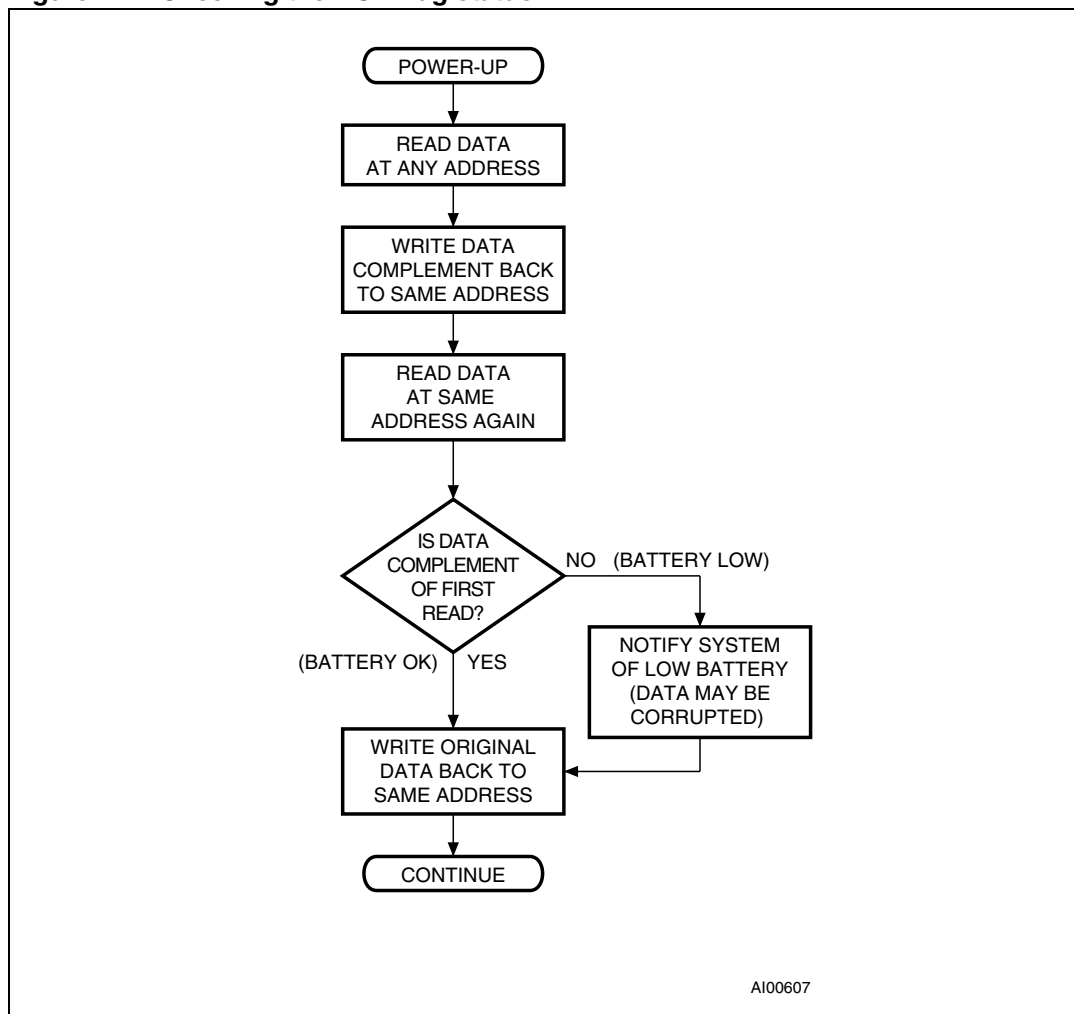 POWER-UP
READ DATA
AT ANY ADDRESS
WRITE DATA
COMPLEMENT BACK
TO SAME ADDRESS
READ DATA
AT SAME
ADDRESS AGAIN
IS DATA
COMPLEMENT
OF FIRST
READ?
NO (BATTERY LOW)
NOTIFY SYSTEM
OF LOW BATTERY
(DATA MAY BE
CORRUPTED)
(BATTERY OK) YES
WRITE ORIGINAL
DATA BACK TO
SAME ADDRESS
CONTINUE
AI00607